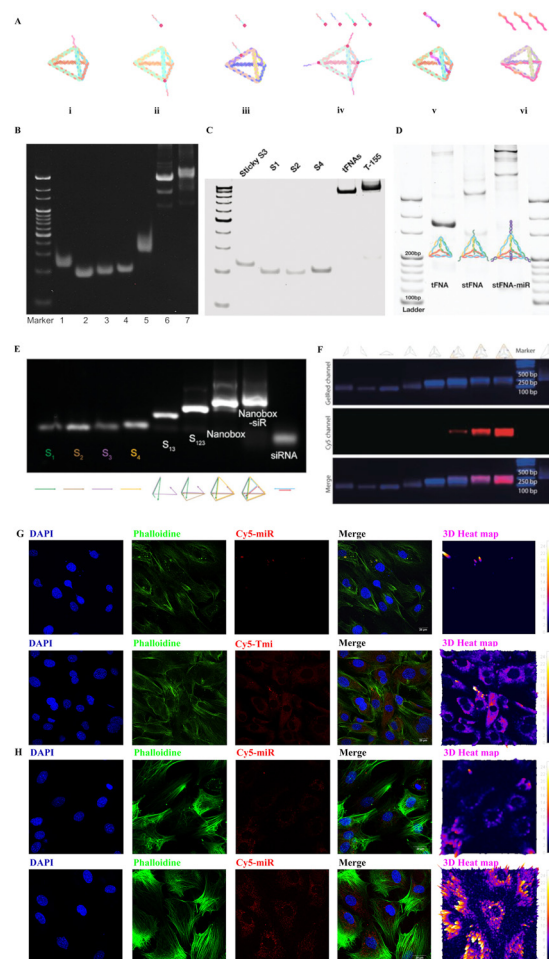 A
i ii iii iv v vi
B
Marker 1 2 3 4 5 6 7
C
Sticky S3 S1 S2 S4 tFNAs T-155
D
200bp
100bp
Ladder
tFNA stFNA stFNA-miR
E
S1 S2 S3 S4 S13 S123 Nanobox Nanobox
-siR
siRNA
F
Marker
GelRed channel
500 bp
250 bp
100 bp
Cy5 channel
Merge
500 bp
250 bp
100 bp
G
DAPI Phalloidine Cy5-miR Merge 3D Heat map
DAPI Phalloidine Cy5-Tmi Merge 3D Heat map
H
DAPI Phalloidine Cy5-miR Merge 3D Heat map
DAPI Phalloidine Cy5-miR Merge 3D Heat map